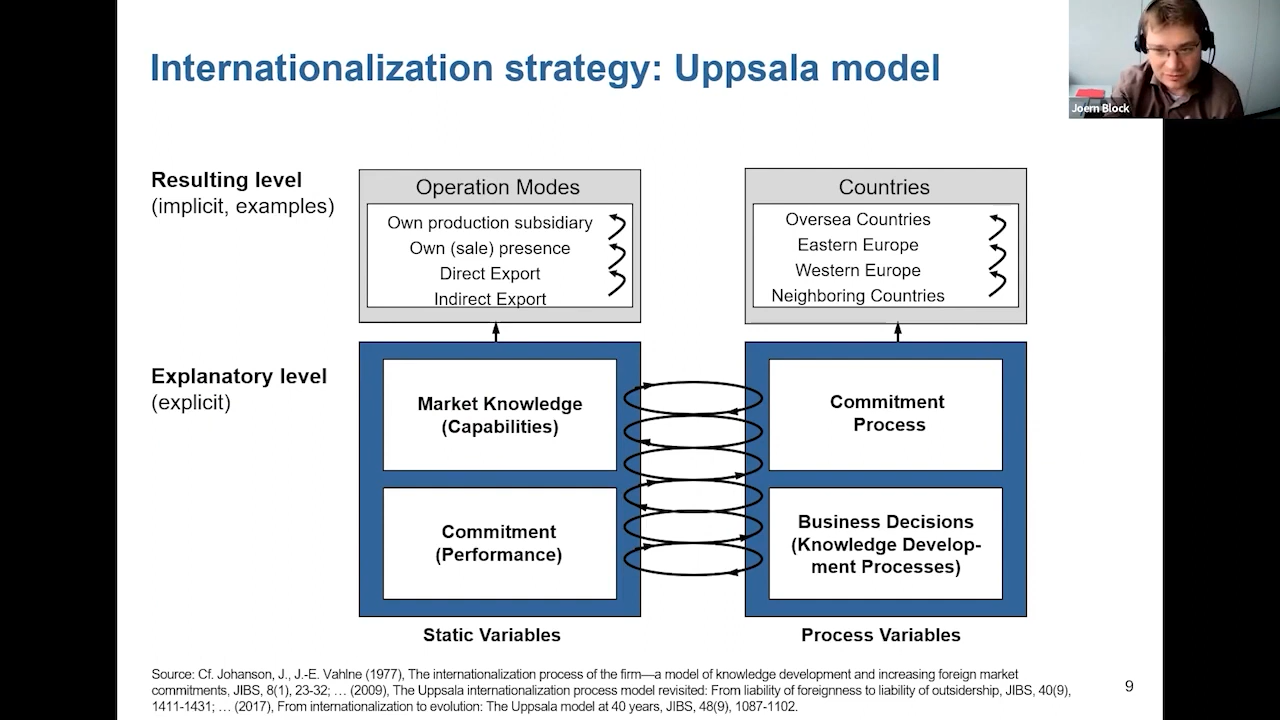 Internationalization strategy: Uppsala model
Joern Block
Resulting level
(implicit, examples)
Operation Modes
Own production subsidiary
Own (sale) presence
Direct Export
Indirect Export
Countries
Oversea Countries
Eastern Europe
Western Europe
Neighboring Countries
Explanatory level
(explicit)
Market Knowledge
(Capabilities)
Commitment
(Performance)
Commitment
Process
Business Decisions
(Knowledge Develop-
ment Processes)
Static Variables
Process Variables
Source: Cf. Johanson, J., J.-E. Vahlne (1977), The internationalization process of the firm—a model of knowledge development and increasing foreign market
commitments, JIBS, 8(1), 23-32; … (2009), The Uppsala internationalization process model revisited: From liability of foreignness to liability of outsidership, JIBS, 40(9),
1411-1431; … (2017), From internationalization to evolution: The Uppsala model at 40 years, JIBS, 48(9), 1087-1102.
9